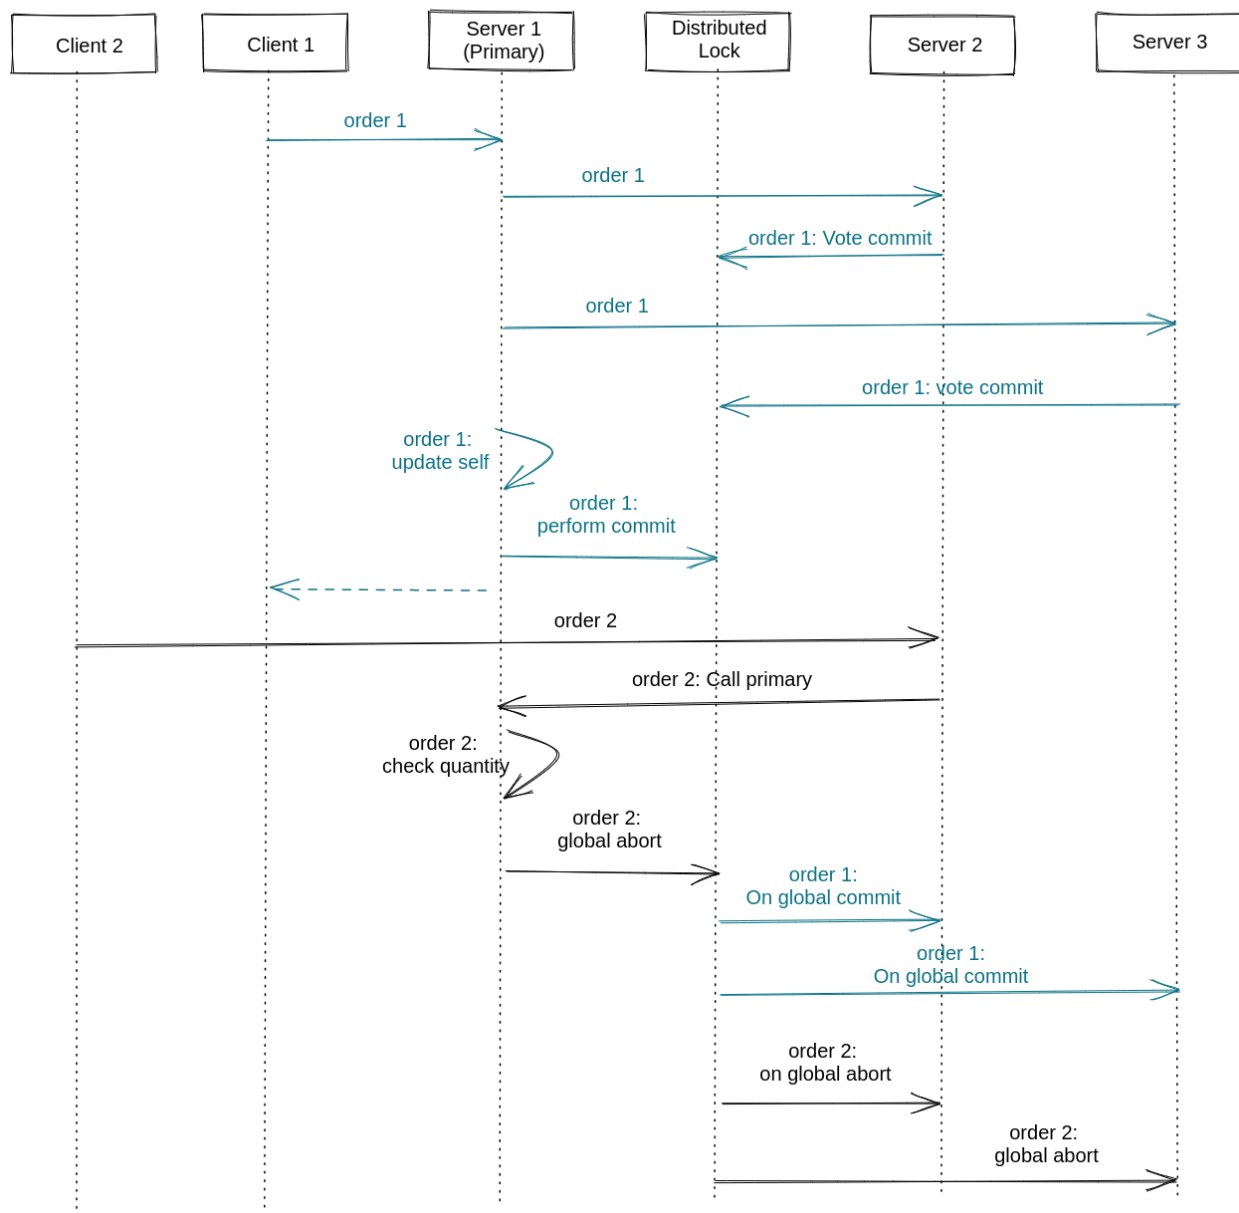 Client 2
Client 1
Server 1
(Primary)
Distributed
Lock
Server 2
Server 3
order 1
order 1
order 1: Vote commit
order 1
order 1: vote commit
order 1:
update self
order 1:
perform commit
order 2
order 2: Call primary
order 2:
check quantity
order 2:
global abort
order 1:
On global commit
order 1:
On global commit
order 2:
on global abort
order 2:
global abort